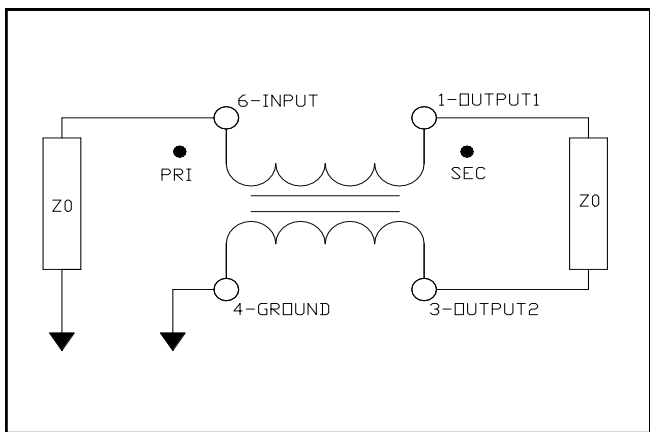 6-INPUT
1-OUTPUT1
PRI
SEC
Z0
Z0
4-GROUND
3-OUTPUT2